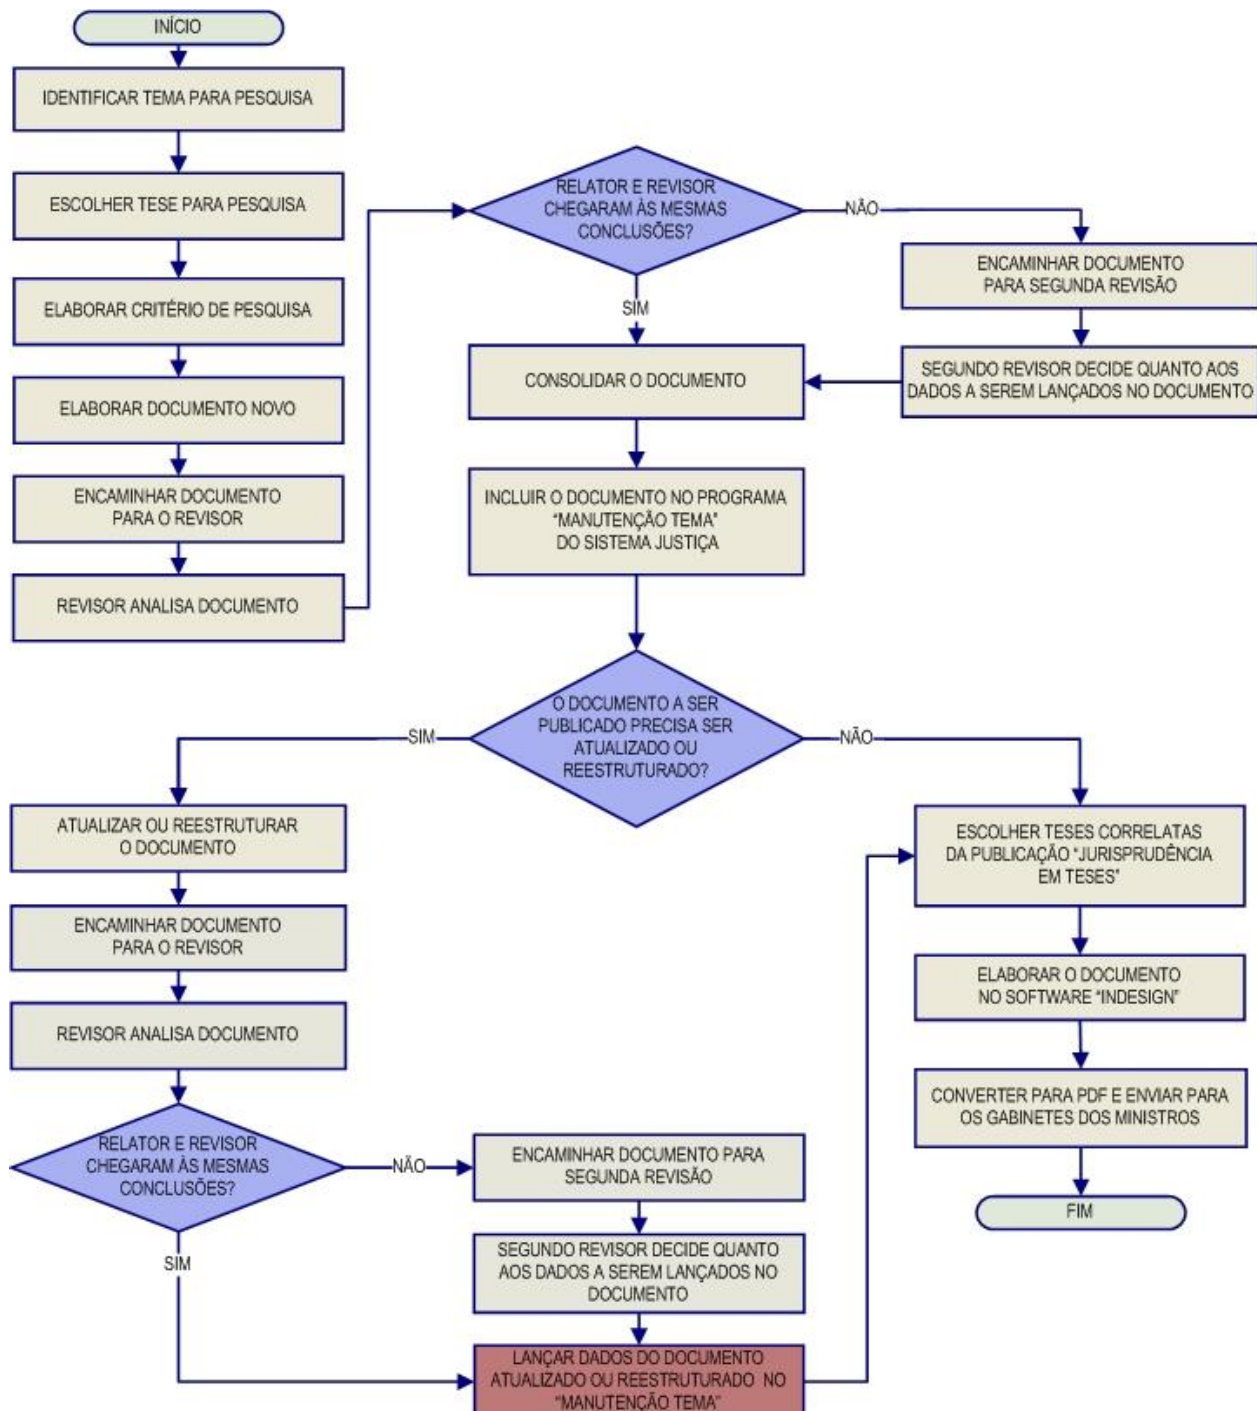 INÍCIO
IDENTIFICAR TEMA PARA PESQUISA
ESCOLHER TESE PARA PESQUISA
ELABORAR CRITÉRIO DE PESQUISA
ELABORAR DOCUMENTO NOVO
ENCAMINHAR DOCUMENTO
PARA O REVISOR
REVISOR ANALISA DOCUMENTO
RELATOR E REVISOR
CHEGARAM ÀS MESMAS
CONCLUSÕES?
NÃO
ENCAMINHAR DOCUMENTO
PARA SEGUNDA REVISÃO
SEGUNDO REVISOR DECIDE QUANTO AOS
DADOS A SEREM LANÇADOS NO DOCUMENTO
SIM
CONSOLIDAR O DOCUMENTO
INCLUIR O DOCUMENTO NO PROGRAMA
“MANUTENÇÃO TEMA”
DO SISTEMA JUSTIÇA
O DOCUMENTO A SER
PUBLICADO PRECISA SER
ATUALIZADO OU
REESTRUTURADO?
SIM
NÃO
ATUALIZAR OU REESTRUTURAR
O DOCUMENTO
ENCAMINHAR DOCUMENTO
PARA O REVISOR
REVISOR ANALISA DOCUMENTO
RELATOR E REVISOR
CHEGARAM ÀS MESMAS
CONCLUSÕES?
NÃO
ENCAMINHAR DOCUMENTO PARA
SEGUNDA REVISÃO
SEGUNDO REVISOR DECIDE QUANTO
AOS DADOS A SEREM LANÇADOS NO
DOCUMENTO
SIM
LANÇAR DADOS DO DOCUMENTO
ATUALIZADO OU REESTRUTURADO NO
“MANUTENÇÃO TEMA”
ESCOLHER TESES CORRELATAS
DA PUBLICAÇÃO “JURISPRUDÊNCIA
EM TESES”
ELABORAR O DOCUMENTO
NO SOFTWARE “INDESIGN”
CONVERTER PARA PDF E ENVIAR PARA
OS GABINETES DOS MINISTROS
FIM